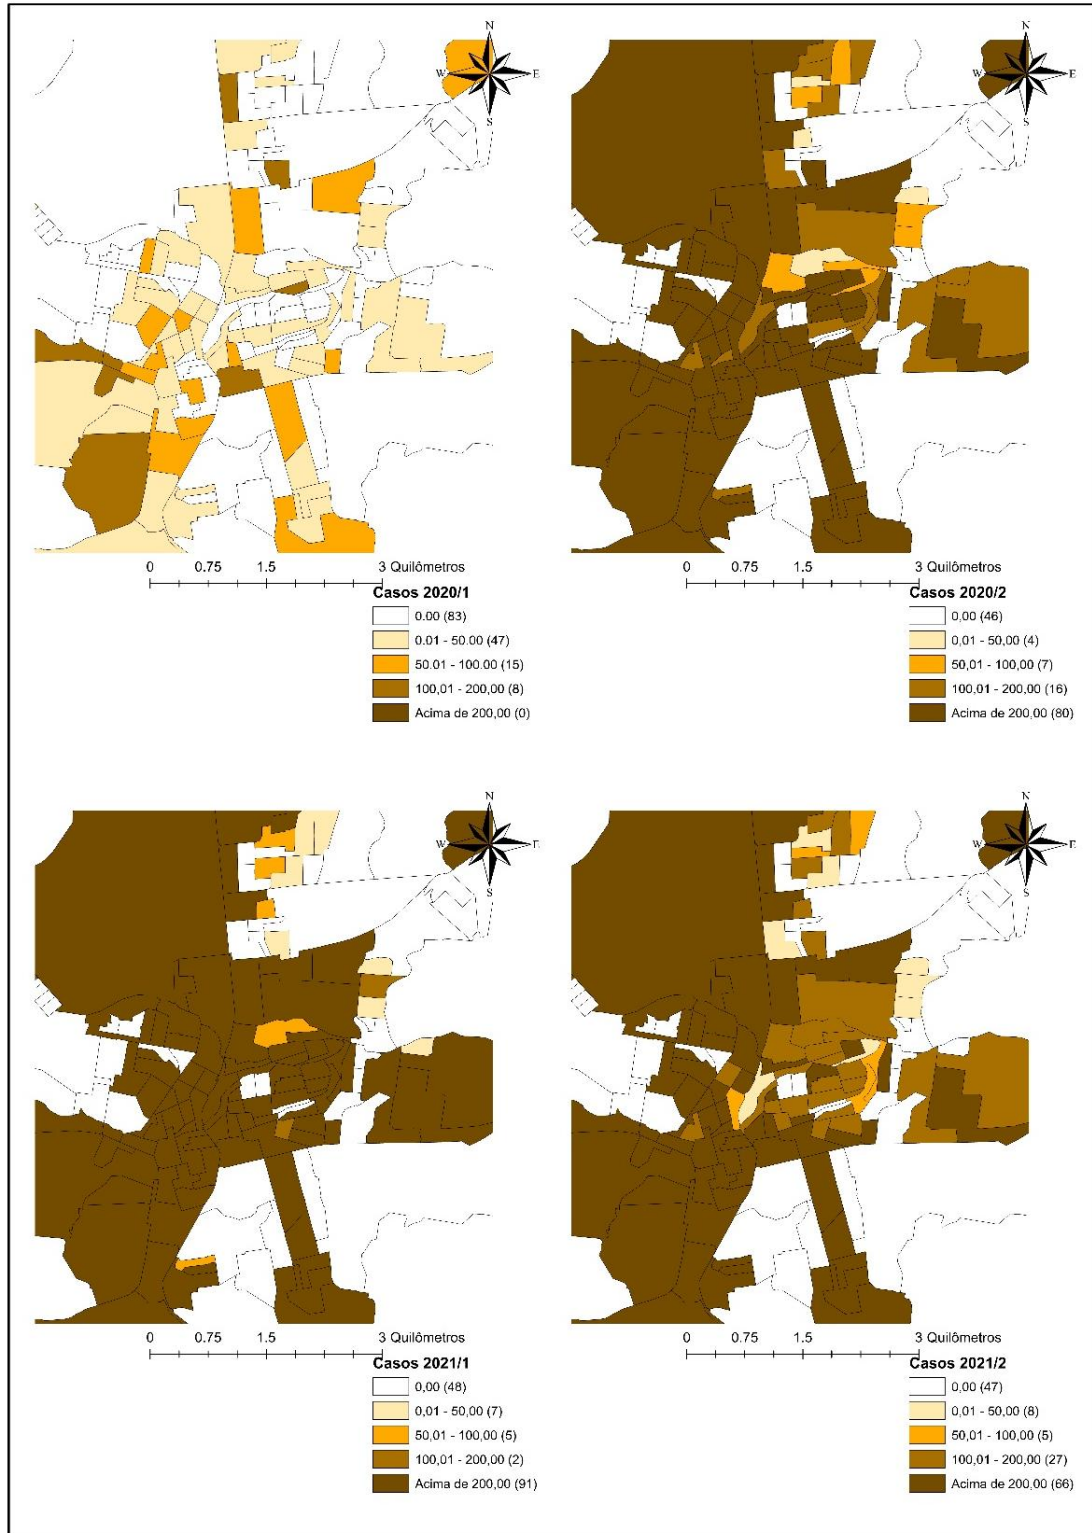 N
W E
S
0 0.75 1.5 3 Quilômetros
Casos 2020/1
0.00 (83)
0.01 - 50.00 (47)
50.01 - 100.00 (15)
100,01 - 200,00 (8)
Acima de 200,00 (0)
N
W E
S
0 0.75 1.5 3 Quilômetros
Casos 2020/2
0,00 (46)
0,01 - 50,00 (4)
50,01 - 100,00 (7)
100,01 - 200,00 (16)
Acima de 200,00 (80)
N
W E
S
0 0.75 1.5 3 Quilômetros
Casos 2021/1
0,00 (48)
0,01 - 50,00 (7)
50,01 - 100,00 (5)
100,01 - 200,00 (2)
Acima de 200,00 (91)
N
W E
S
0 0.75 1.5 3 Quilômetros
Casos 2021/2
0,00 (47)
0,01 - 50,00 (8)
50,01 - 100,00 (5)
100,01 - 200,00 (27)
Acima de 200,00 (66)